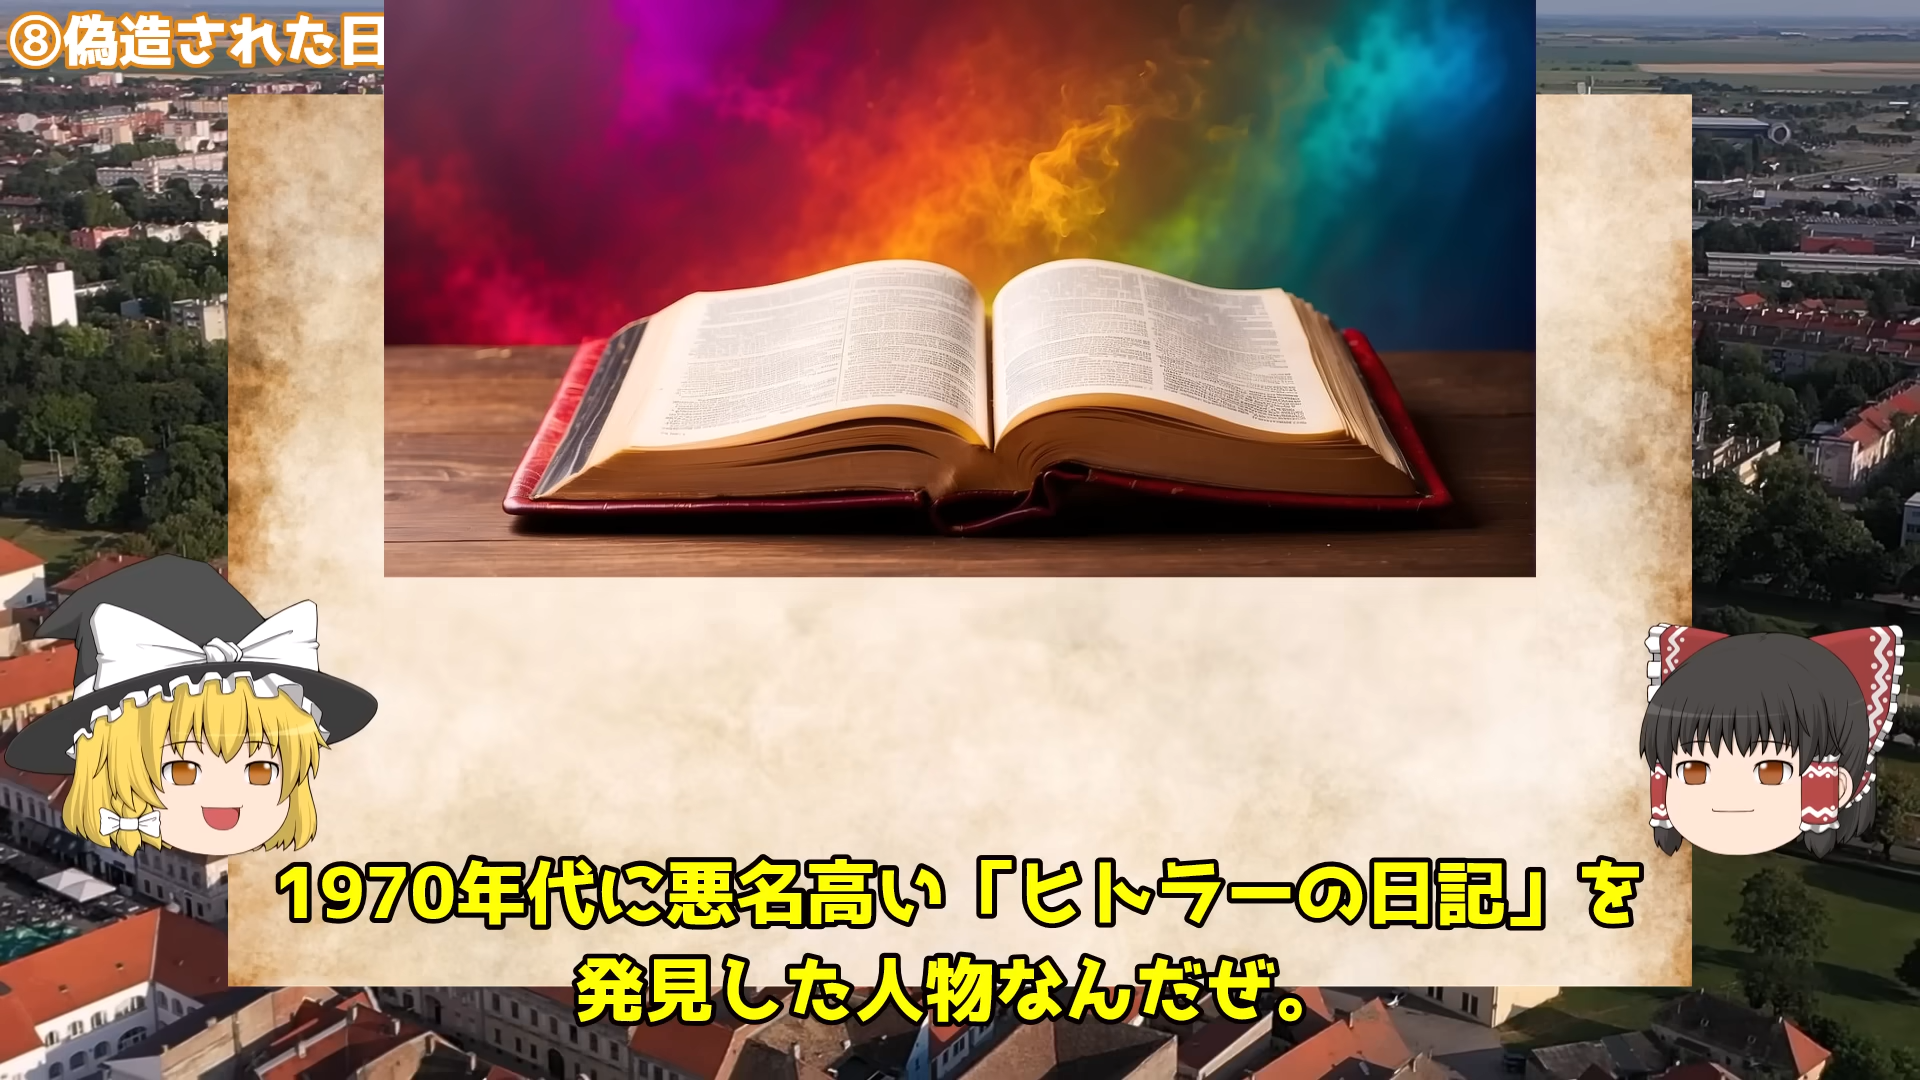 ⑧偽造された日
1970年代に悪名高い「ヒトラーの日記」を
発見した人物なんだぜ。